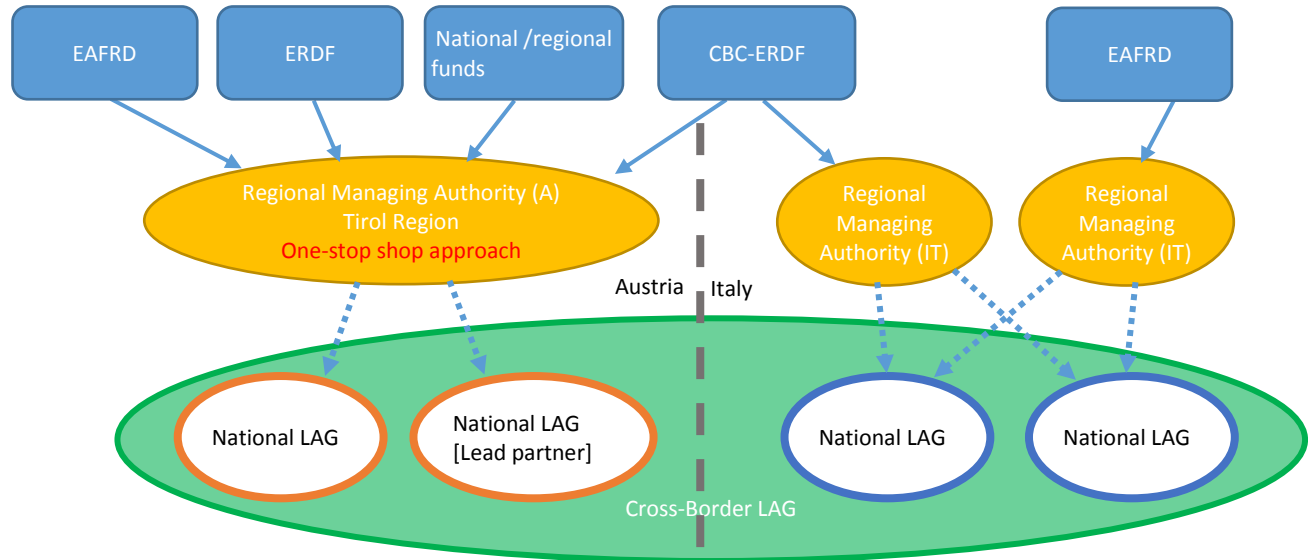 EAFRD
ERDF
National /regional
funds
CBC-ERDF
EAFRD
Regional Managing Authority (A)
Tirol Region
One-stop shop approach
Regional
Managing
Authority (IT)
Regional
Managing
Authority (IT)
Austria
Italy
National LAG
National LAG
[Lead partner]
National LAG
National LAG
Cross-Border LAG